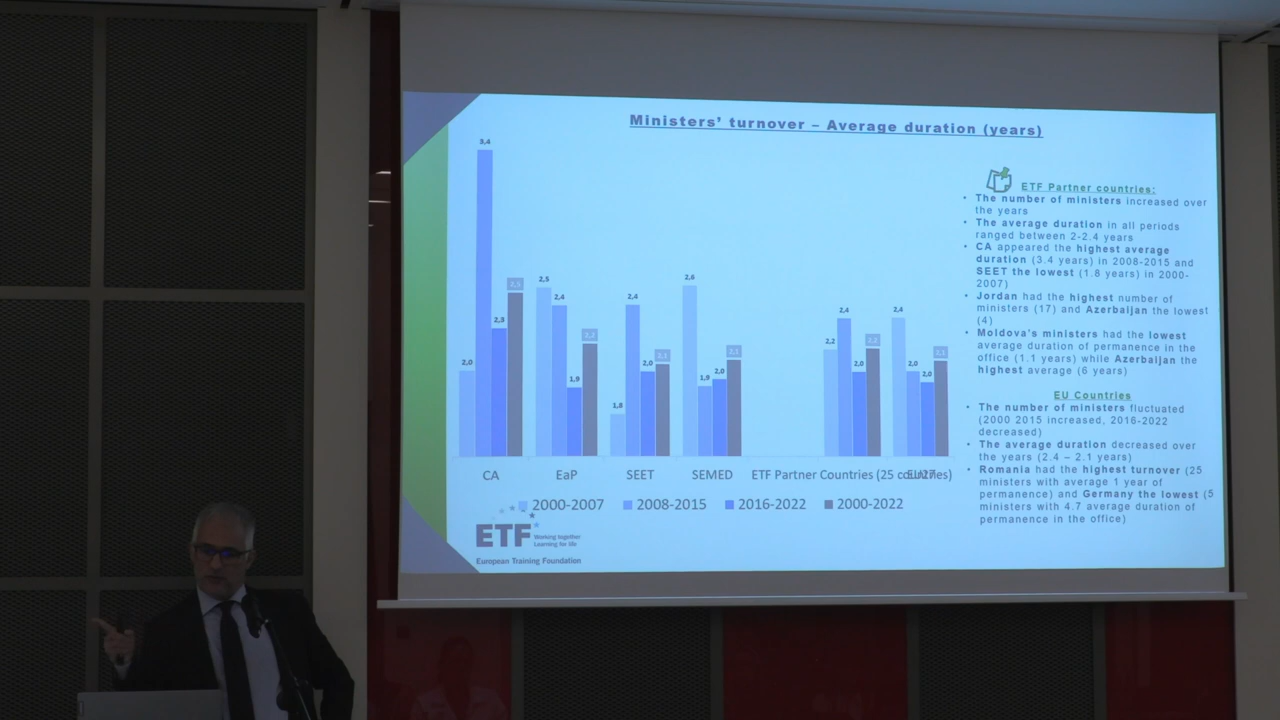 Ministers' turnover – Average duration (years)
3,4
2,0
2,3
2,5
2,5
2,4
1,9
2,3
1,8
2,4
2,0
2,1
2,6
1,9
2,0
2,1
2,2
2,4
2,0
2,2
2,4
2,0
2,0
2,1
CA
EaP
SEET
SEMED
ETF Partner Countries (25 countries)
EU27
2000-2007
2008-2015
2016-2022
2000-2022
ETF
Working together
Learning for life
European Training Foundation
ETF Partner countries:
• The number of ministers increased over
the years
• The average duration in all periods
ranged between 2-2.4 years
• CA appeared the highest average
duration (3.4 years) in 2008-2015 and
SEET the lowest (1.8 years) in 2000-
2007)
• Jordan had the highest number of
ministers (17) and Azerbaijan the lowest
(4)
• Moldova's ministers had the lowest
average duration of permanence in the
office (1.1 years) while Azerbaijan the
highest average (6 years)
EU Countries
• The number of ministers fluctuated
(2000 2015 increased, 2016-2022
decreased)
• The average duration decreased over
the years (2.4 – 2.1 years)
• Romania had the highest turnover (25
ministers with average 1 year of
permanence) and Germany the lowest (5
ministers with 4.7 average duration of
permanence in the office)